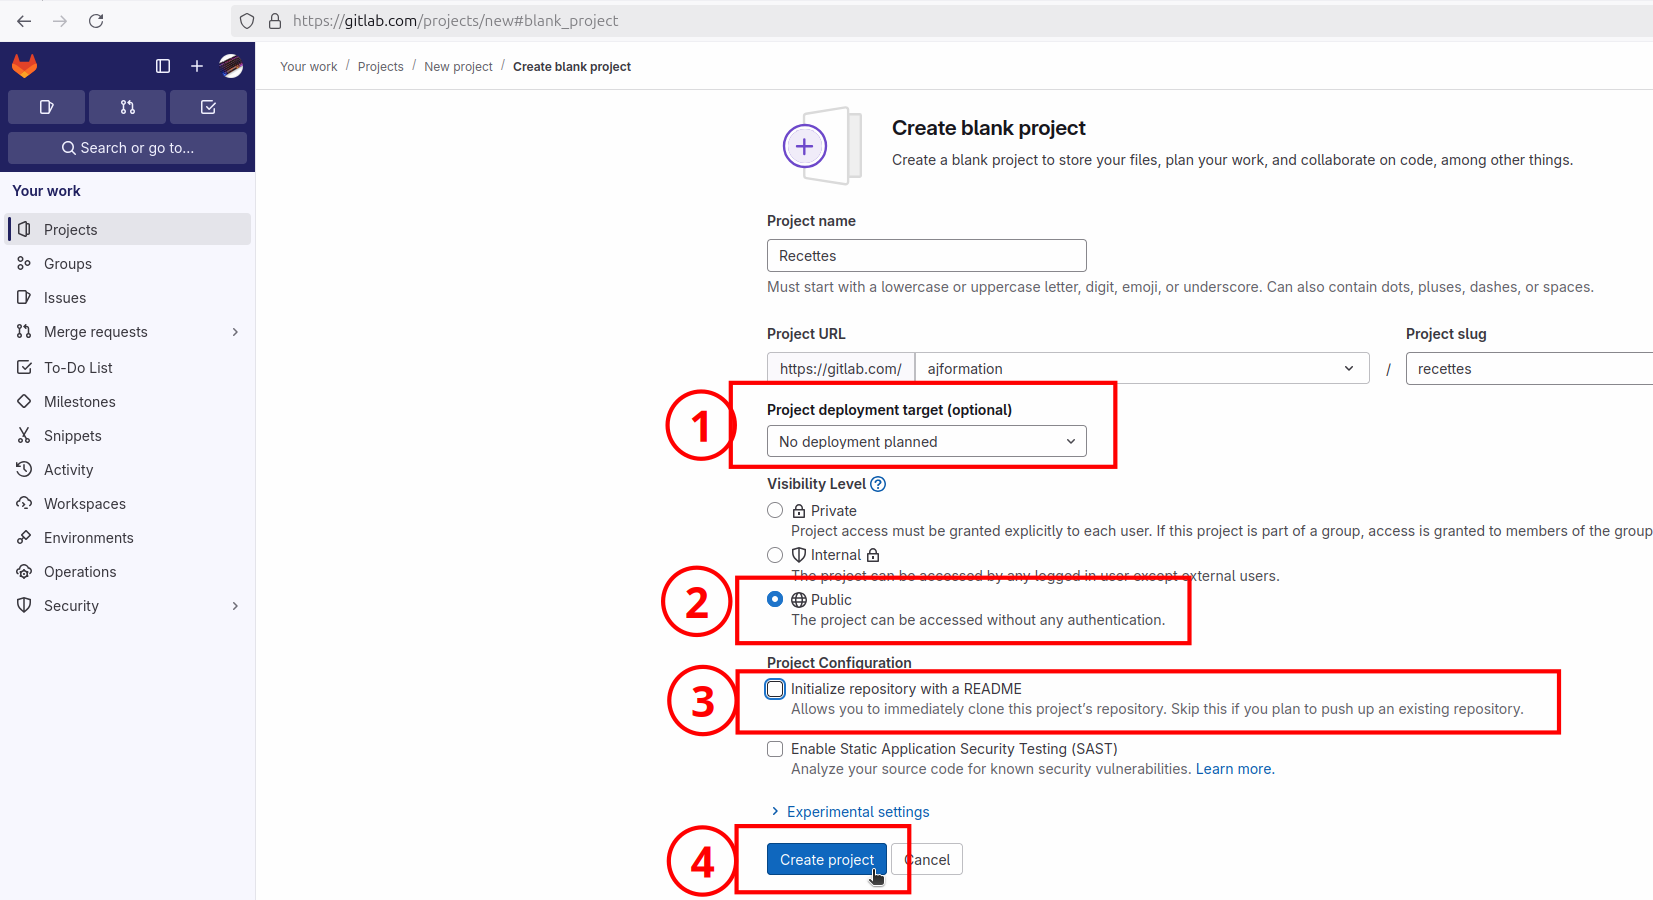 https://gitlab.com/projects/new#blank_project
Your work / Projects / New project / Create blank project
Search or go to...
Your work
Projects
Groups
Issues
Merge requests
To-Do List
Milestones
Snippets
Activity
Workspaces
Environments
Operations
Security
Create blank project
Create a blank project to store your files, plan your work, and collaborate on code, among other things.
Project name
Recettes
Must start with a lowercase or uppercase letter, digit, emoji, or underscore. Can also contain dots, pluses, dashes, or spaces.
Project URL
Project slug
https://gitlab.com/ ajformation / recettes
1
Project deployment target (optional)
No deployment planned
Visibility Level ?
Private
Project access must be granted explicitly to each user. If this project is part of a group, access is granted to members of the group
Internal
The project can be accessed by any logged in user except external users.
2
Public
The project can be accessed without any authentication.
Project Configuration
3
Initialize repository with a README
Allows you to immediately clone this project's repository. Skip this if you plan to push up an existing repository.
Enable Static Application Security Testing (SAST)
Analyze your source code for known security vulnerabilities. Learn more.
Experimental settings
4
Create project Cancel